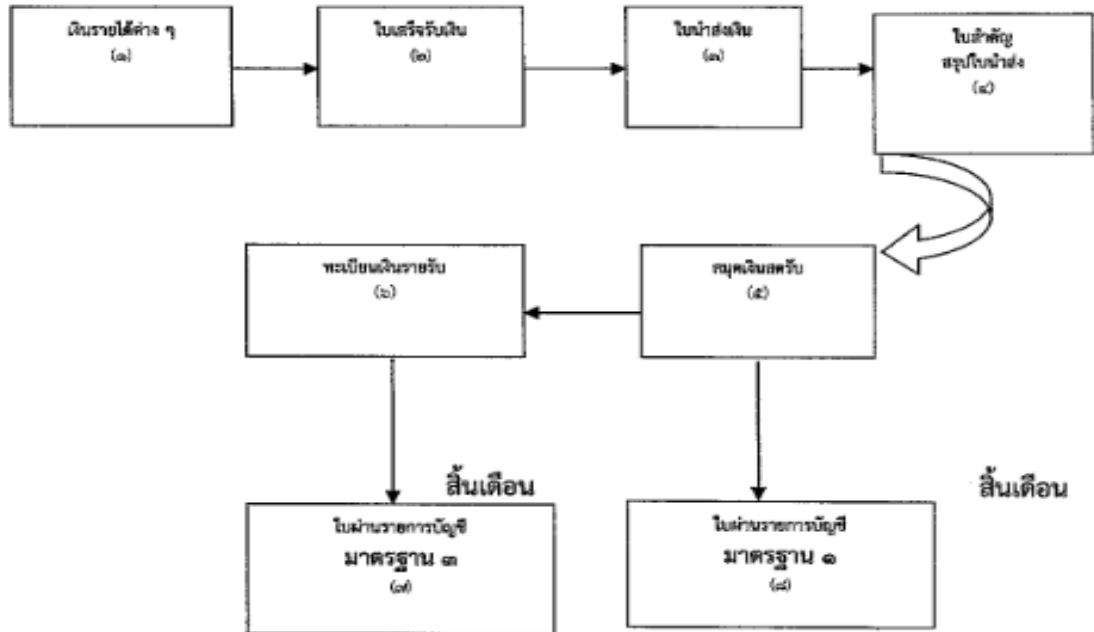 เงินรายได้ต่าง ๆ
(๑)
ใบเสร็จรับเงิน
(๒)
ใบนำส่งเงิน
(๓)
ใบสำคัญ
สรุปใบนำส่ง
(๔)
ทะเบียนเงินรายรับ
(๖)
สมุดเงินสดรับ
(๕)
สิ้นเดือน
สิ้นเดือน
ใบผ่านรายการบัญชี
มาตรฐาน ๓
(๗)
ใบผ่านรายการบัญชี
มาตรฐาน ๑
(๘)